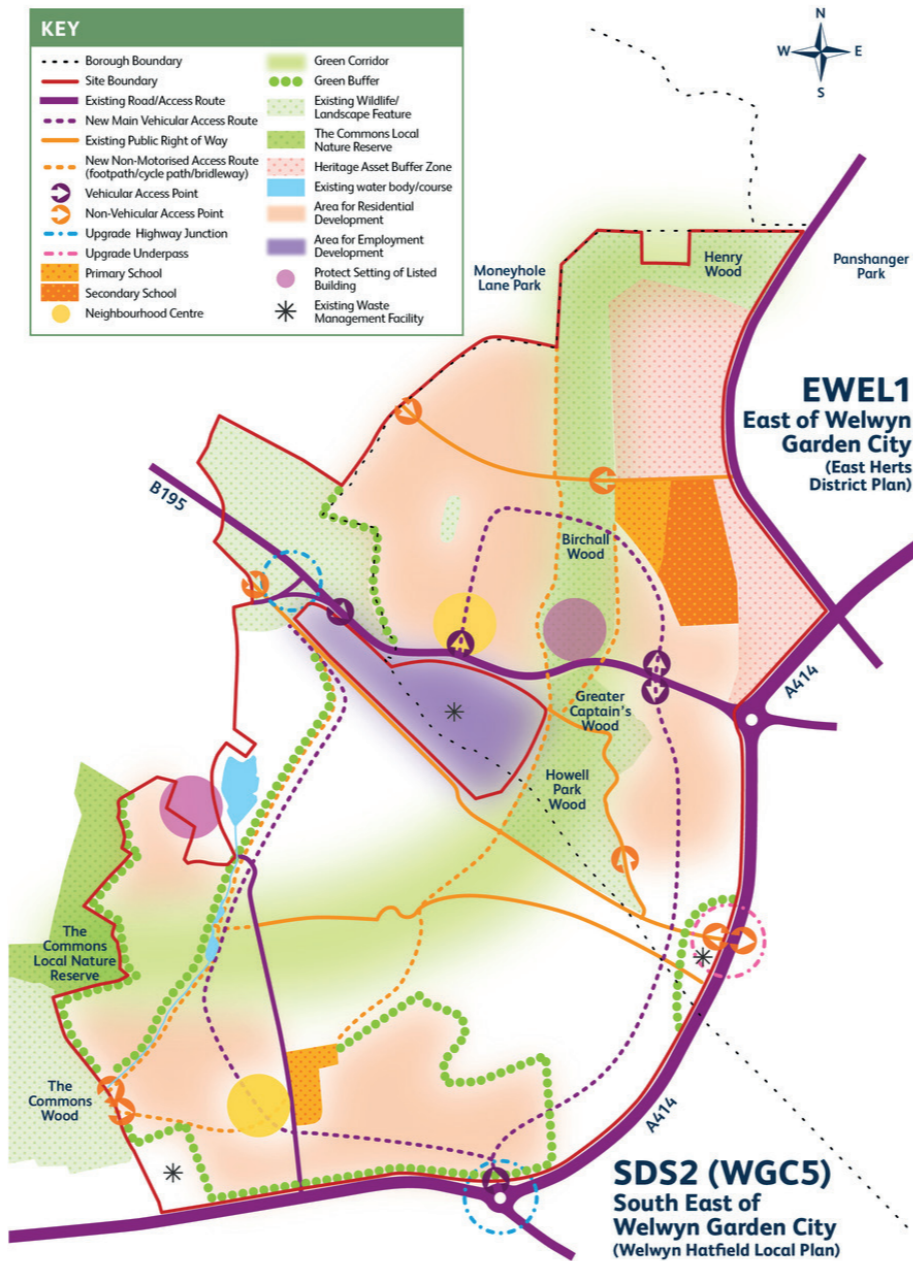 KEY
Borough Boundary
Site Boundary
Existing Road/Access Route
New Main Vehicular Access Route
Existing Public Right of Way
New Non-Motorised Access Route
(footpath/cycle path/bridleway)
Vehicular Access Point
Non-Vehicular Access Point
Upgrade Highway Junction
Upgrade Underpass
Primary School
Secondary School
Neighbourhood Centre
Green Corridor
Green Buffer
Existing Wildlife/
Landscape Feature
The Commons Local
Nature Reserve
Heritage Asset Buffer Zone
Existing water body/course
Area for Residential
Development
Area for Employment
Development
Protect Setting of Listed
Building
Existing Waste
Management Facility
N
W
E
S
Moneyhole
Lane Park
Henry
Wood
Panshanger
Park
EWEL1
East of Welwyn
Garden City
(East Herts
District Plan)
B195
Birchall
Wood
A414
Greater
Captain's
Wood
Howell
Park
Wood
The
Commons
Local Nature
Reserve
The
Commons
Wood
A414
SDS2 (WGC5)
South East of
Welwyn Garden City
(Welwyn Hatfield Local Plan)